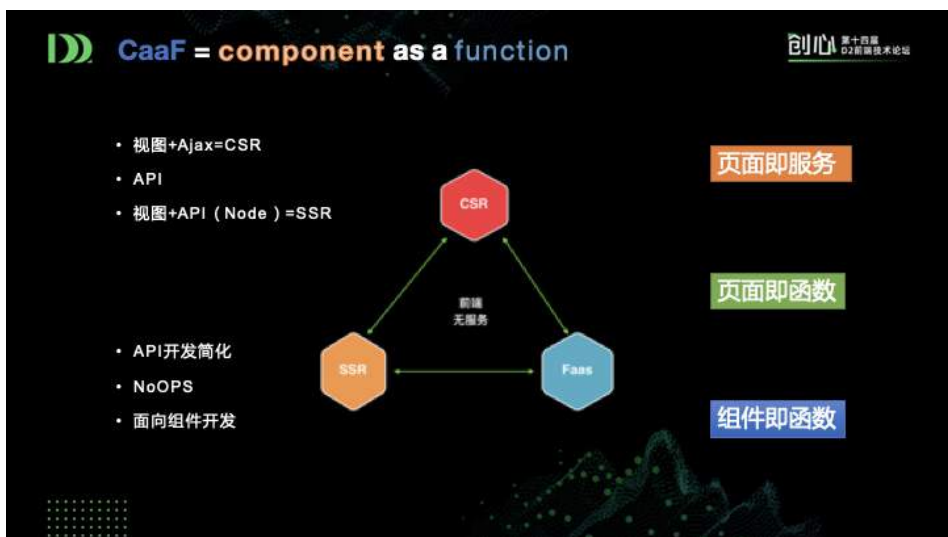 CaaF = component as a function
创心 第十四届
D2前端技术论坛
• 视图+Ajax=CSR
• API
• 视图+API（Node）=SSR
页面即服务
CSR
前端
无服务
页面即函数
• API开发简化
• NoOPS
• 面向组件开发
SSR
Faas
组件即函数